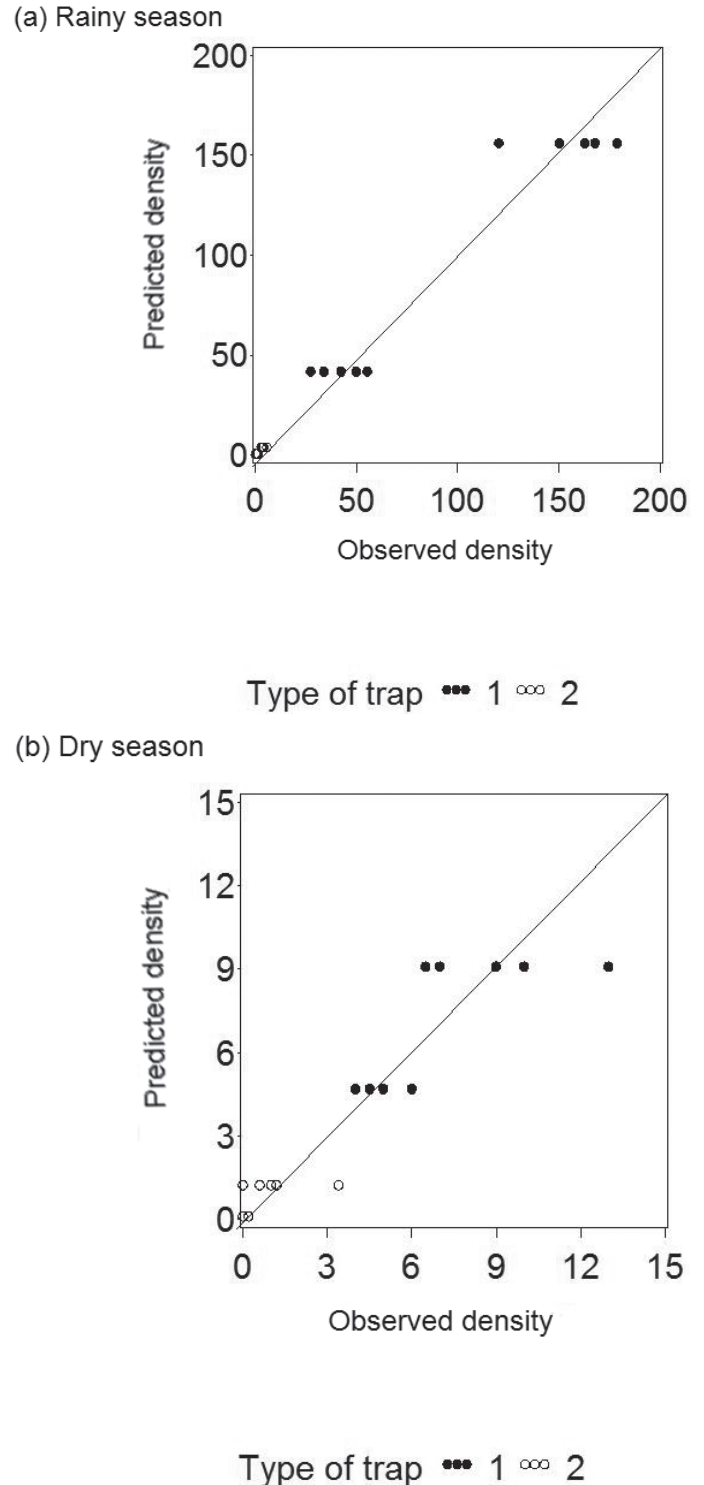 (a) Rainy season
200
150
100
50
0
Predicted density
0 50 100 150 200
Observed density
Type of trap 1 2
(b) Dry season
15
12
9
6
3
0
Predicted density
0 3 6 9 12 15
Observed density
Type of trap 1 2